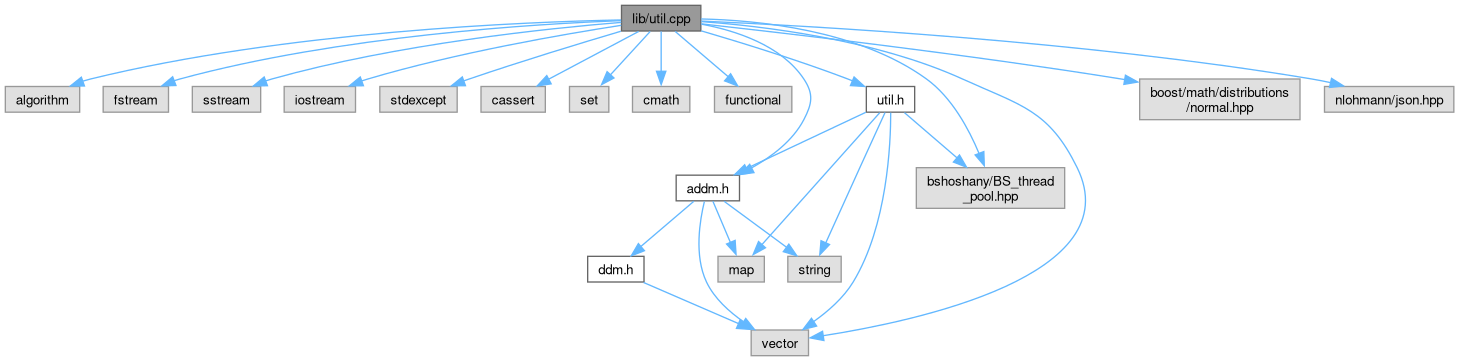 lib/util.cpp
algorithm
fstream
sstream
iostream
stdexcept
cassert
set
cmath
functional
util.h
boost/math/distributions
/normal.hpp
nlohmann/json.hpp
addm.h
bshoshany/BS_thread
_pool.hpp
ddm.h
map
string
vector